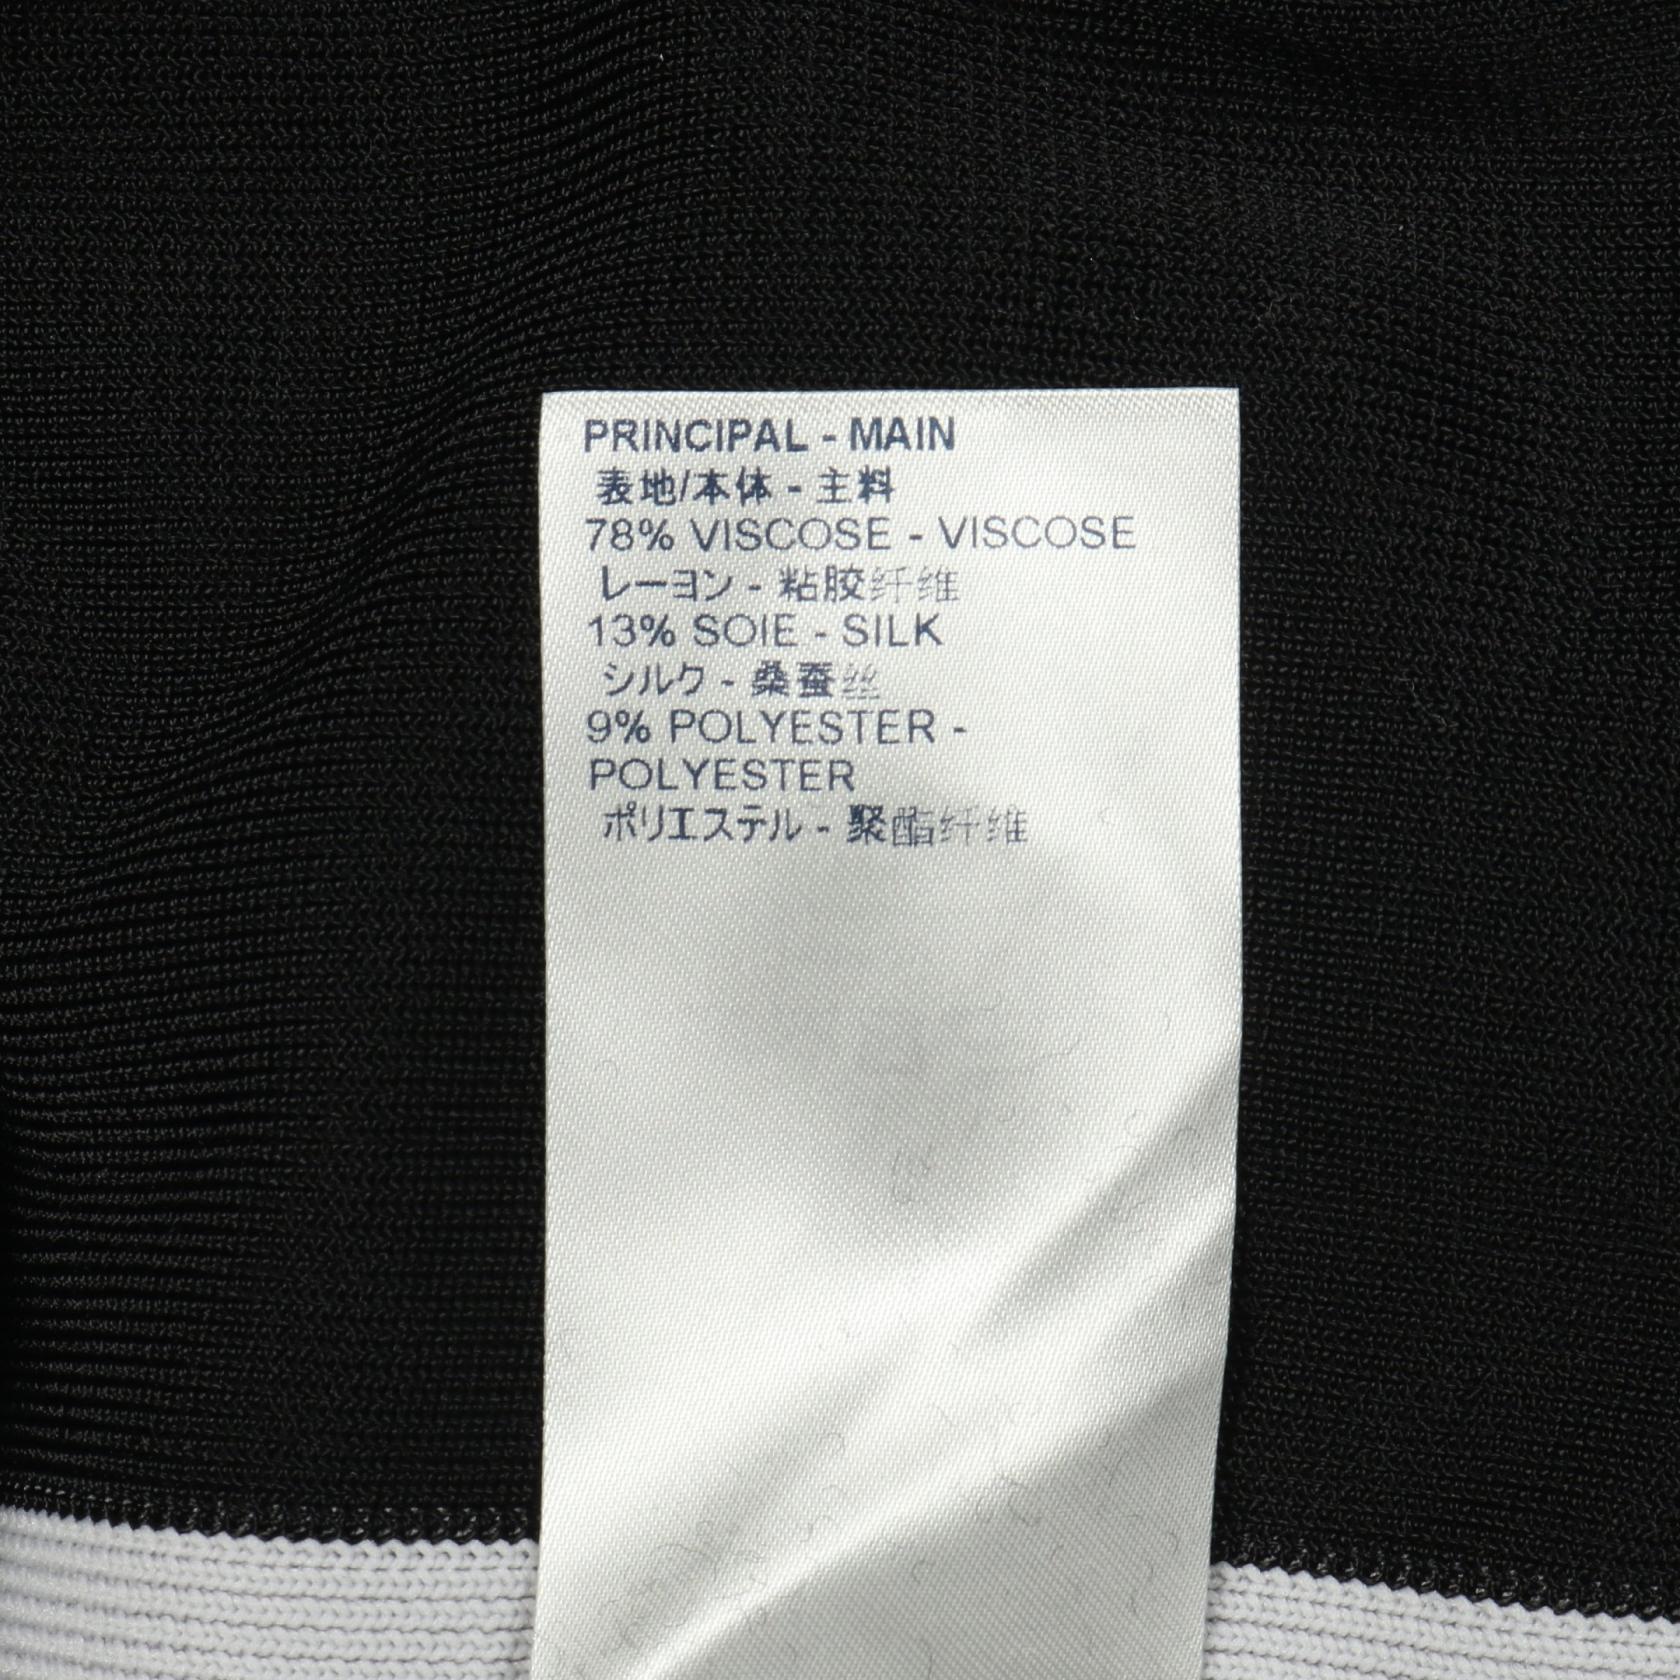 PRINCIPAL - MAIN
表地/本体 - 主料
78% VISCOSE - VISCOSE
レーヨン - 粘胶纤维
13% SOIE - SILK
シルク - 桑蚕丝
9% POLYESTER -
POLYESTER
ポリエステル - 聚酯纤维